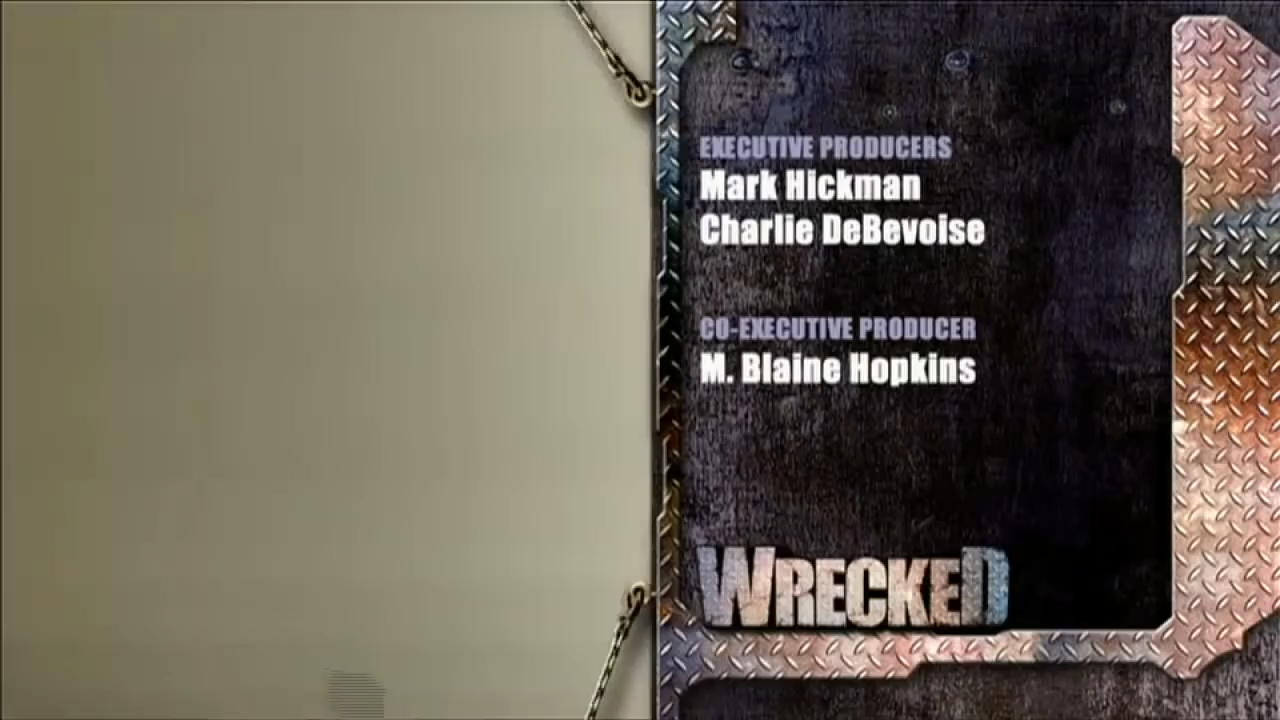 EXECUTIVE PRODUCERS
Mark Hickman
Charlie DeBevoise
CO-EXECUTIVE PRODUCER
M. Blaine Hopkins
WRECKED